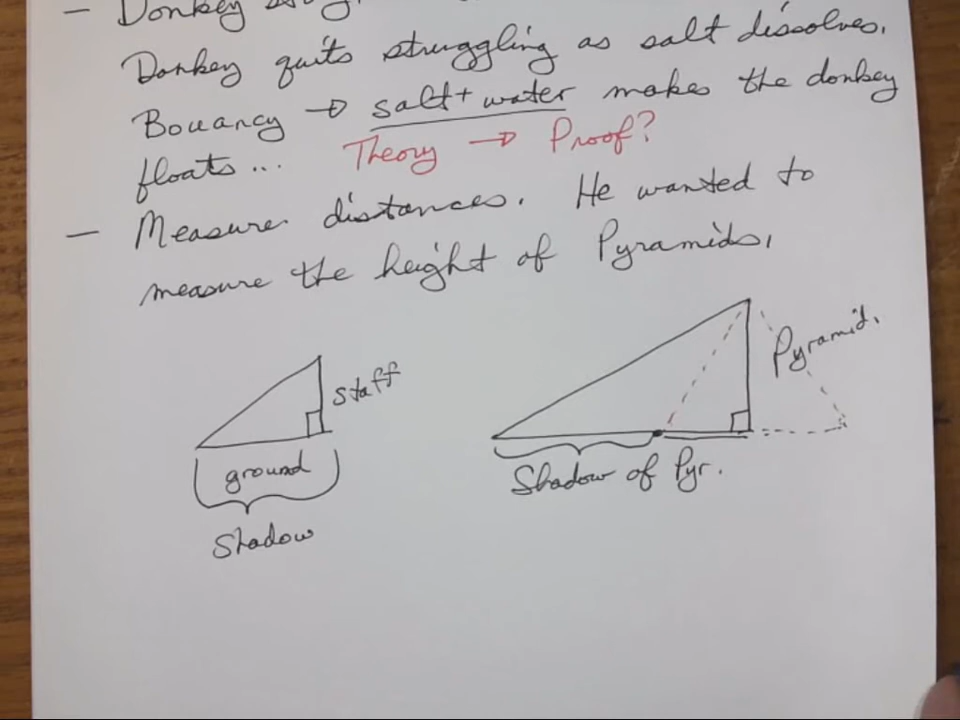 — Donkey
Donkey quits struggling as salt dissolves.
Bouancy → salt + water makes the donkey
floats... Theory → Proof?
— Measure distances. He wanted to
measure the height of Pyramids,
staff
ground
Shadow
Pyramid.
Shadow of Pyr.